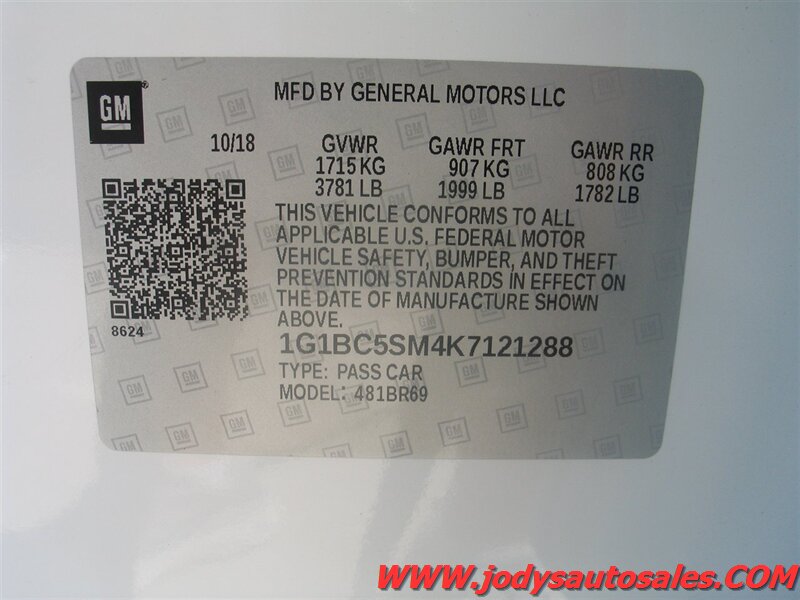 GM
MFD BY GENERAL MOTORS LLC
10/18 GVWR GAWR FRT GAWR RR
1715 KG 907 KG 808 KG
3781 LB 1999 LB 1782 LB
THIS VEHICLE CONFORMS TO ALL
APPLICABLE U.S. FEDERAL MOTOR
VEHICLE SAFETY, BUMPER, AND THEFT
PREVENTION STANDARDS IN EFFECT ON
THE DATE OF MANUFACTURE SHOWN
ABOVE.
8624
1G1BC5SM4K7121288
TYPE: PASS CAR
MODEL: 481BR69
WWW.jodysautosales.COM